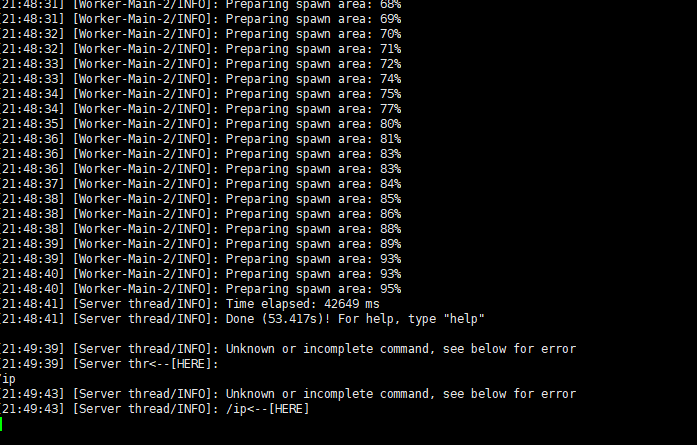 [21:48:31] [Worker-Main-2/INFO]: Preparing spawn area: 68%
[21:48:31] [Worker-Main-2/INFO]: Preparing spawn area: 69%
[21:48:32] [Worker-Main-2/INFO]: Preparing spawn area: 70%
[21:48:32] [Worker-Main-2/INFO]: Preparing spawn area: 71%
[21:48:33] [Worker-Main-2/INFO]: Preparing spawn area: 72%
[21:48:33] [Worker-Main-2/INFO]: Preparing spawn area: 74%
[21:48:34] [Worker-Main-2/INFO]: Preparing spawn area: 75%
[21:48:34] [Worker-Main-2/INFO]: Preparing spawn area: 77%
[21:48:35] [Worker-Main-2/INFO]: Preparing spawn area: 80%
[21:48:36] [Worker-Main-2/INFO]: Preparing spawn area: 81%
[21:48:36] [Worker-Main-2/INFO]: Preparing spawn area: 83%
[21:48:36] [Worker-Main-2/INFO]: Preparing spawn area: 83%
[21:48:37] [Worker-Main-2/INFO]: Preparing spawn area: 84%
[21:48:38] [Worker-Main-2/INFO]: Preparing spawn area: 85%
[21:48:38] [Worker-Main-2/INFO]: Preparing spawn area: 86%
[21:48:38] [Worker-Main-2/INFO]: Preparing spawn area: 88%
[21:48:39] [Worker-Main-2/INFO]: Preparing spawn area: 89%
[21:48:39] [Worker-Main-2/INFO]: Preparing spawn area: 93%
[21:48:40] [Worker-Main-2/INFO]: Preparing spawn area: 93%
[21:48:40] [Worker-Main-2/INFO]: Preparing spawn area: 95%
[21:48:41] [Server thread/INFO]: Time elapsed: 42649 ms
[21:48:41] [Server thread/INFO]: Done (53.417s)! For help, type "help"
[21:49:39] [Server thread/INFO]: Unknown or incomplete command, see below for error
[21:49:39] [Server thr<--[HERE]:
/ip
[21:49:43] [Server thread/INFO]: Unknown or incomplete command, see below for error
[21:49:43] [Server thread/INFO]: /ip<--[HERE]